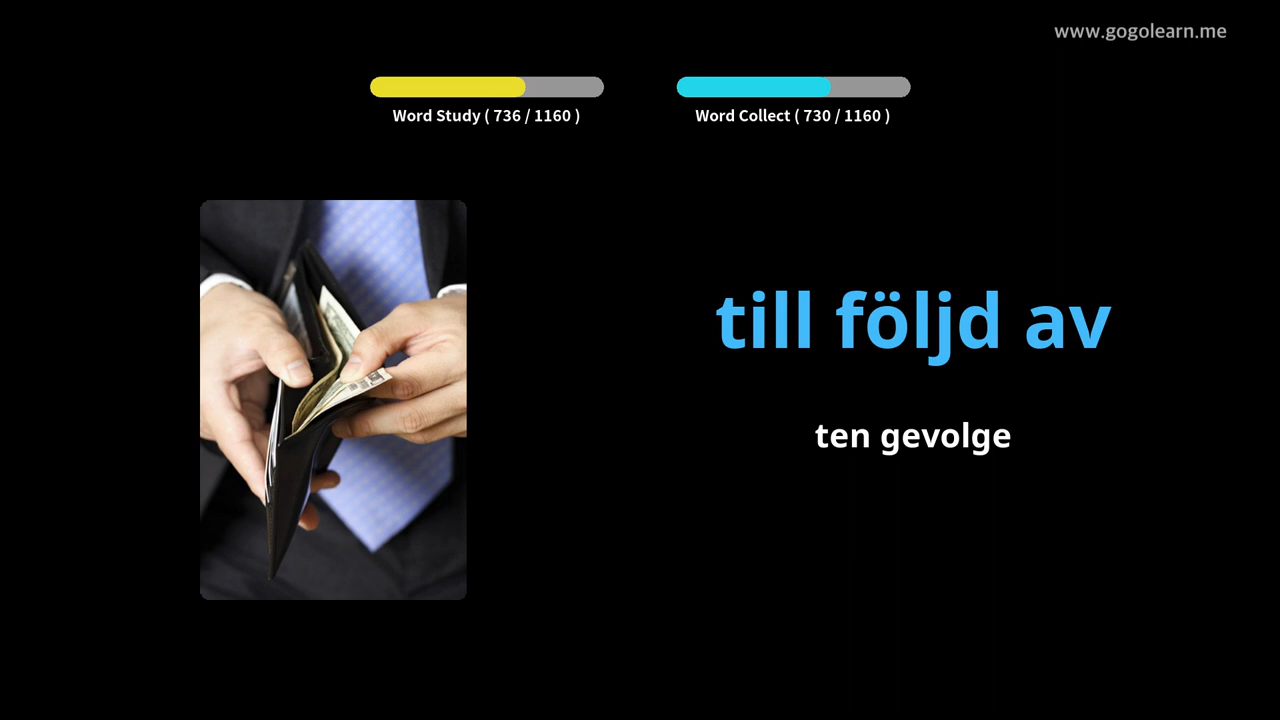 www.gogolearn.me
Word Study ( 736 / 1160 )
Word Collect ( 730 / 1160 )
till följd av
ten gevolge